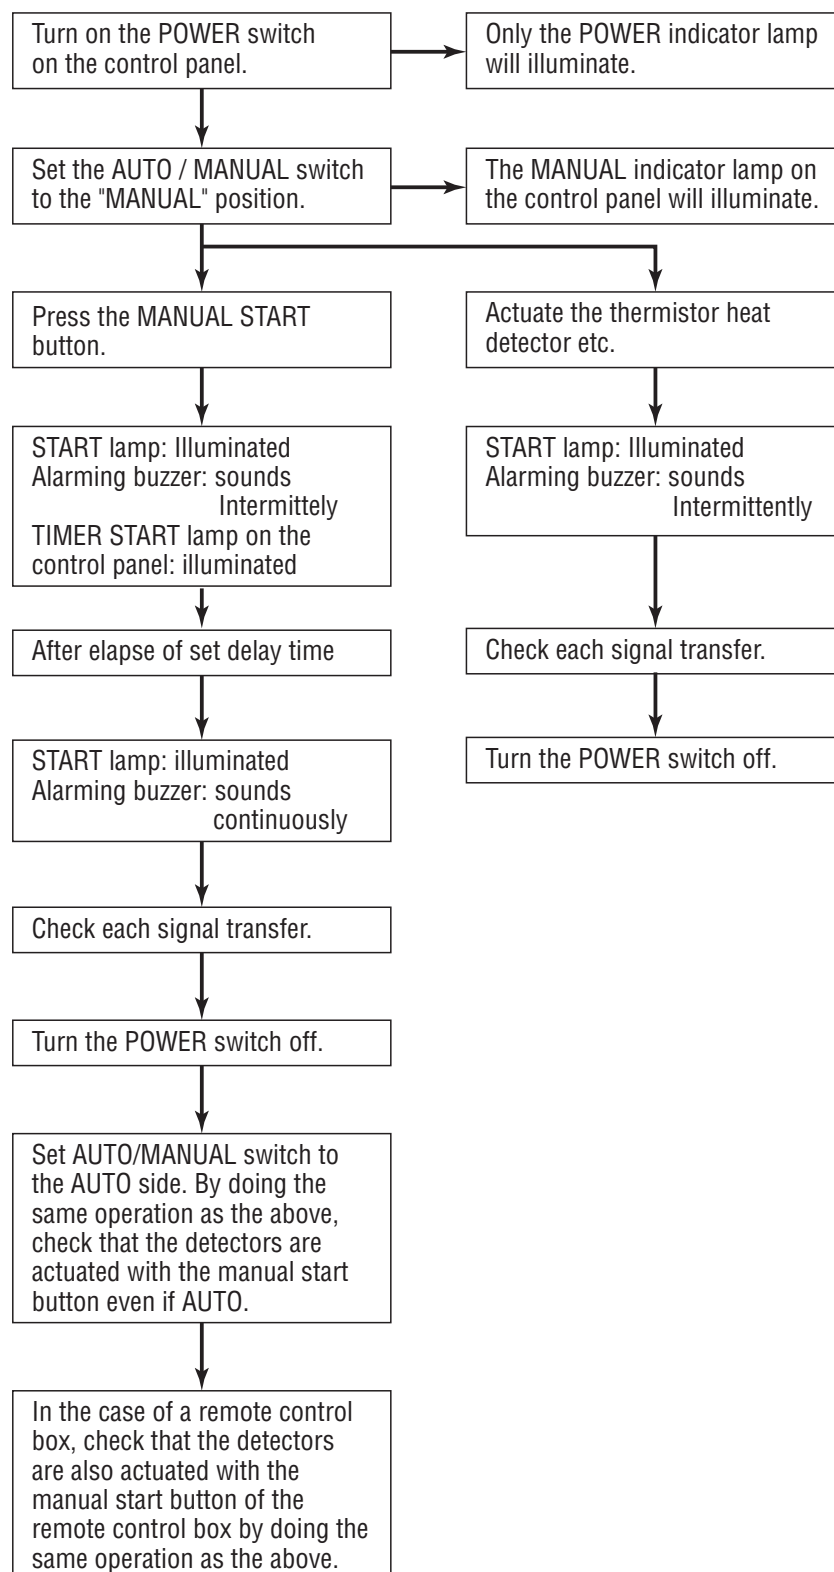 Turn on the POWER switch
on the control panel.
Only the POWER indicator lamp
will illuminate.
Set the AUTO / MANUAL switch
to the "MANUAL" position.
The MANUAL indicator lamp on
the control panel will illuminate.
Press the MANUAL START
button.
Actuate the thermistor heat
detector etc.
START lamp: Illuminated
Alarming buzzer: sounds
Intermittely
TIMER START lamp on the
control panel: illuminated
START lamp: Illuminated
Alarming buzzer: sounds
Intermittently
After elapse of set delay time
Check each signal transfer.
START lamp: illuminated
Alarming buzzer: sounds
continuously
Turn the POWER switch off.
Check each signal transfer.
Turn the POWER switch off.
Set AUTO/MANUAL switch to
the AUTO side. By doing the
same operation as the above,
check that the detectors are
actuated with the manual start
button even if AUTO.
In the case of a remote control
box, check that the detectors
are also actuated with the
manual start button of the
remote control box by doing the
same operation as the above.